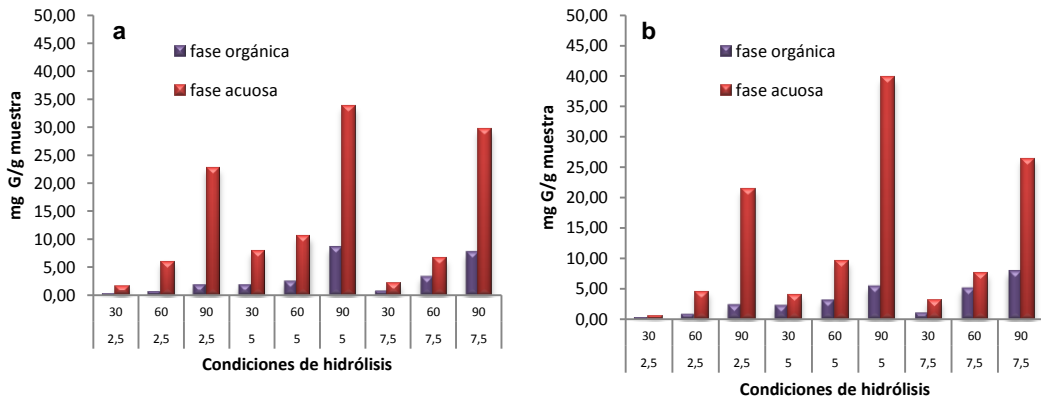 a
fase orgánica
fase acuosa
mg G/g muestra
50,00
45,00
40,00
35,00
30,00
25,00
20,00
15,00
10,00
5,00
0,00
30 60 90 30 60 90 30 60 90
2,5 2,5 2,5 5 5 5 7,5 7,5 7,5
Condiciones de hidrólisis
b
fase orgánica
fase acuosa
mg G/g muestra
50,00
45,00
40,00
35,00
30,00
25,00
20,00
15,00
10,00
5,00
0,00
30 60 90 30 60 90 30 60 90
2,5 2,5 2,5 5 5 5 7,5 7,5 7,5
Condiciones de hidrólisis